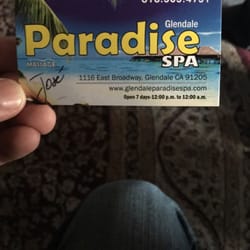 Glendale
Paradise
SPA
MASSAGE
José
1116 East Broadway, Glendale CA 91205
www.glendaleparadisespa.com
Open 7 days-12:00 p.m. to 12:00 a.m.